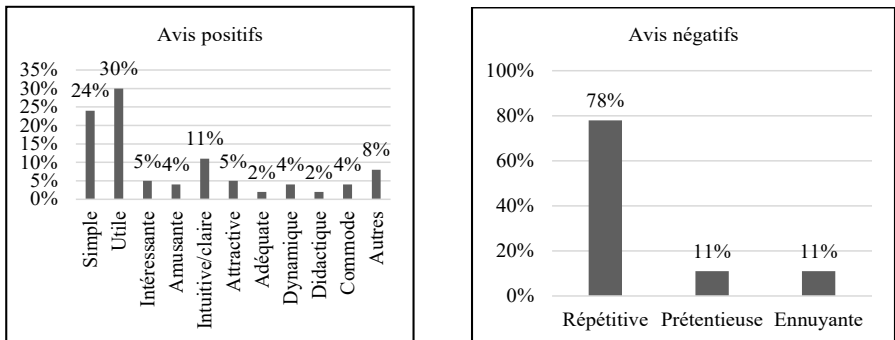 Avis positifs
35%
30%
25%
20%
15%
10%
5%
0%
24%
30%
5%
4%
11%
5%
2%
4%
2%
4%
8%
Simple
Utile
Intéressante
Amusante
Intuitive/claire
Attractive
Adéquate
Dynamique
Didactique
Commode
Autres
Avis négatifs
100%
80%
60%
40%
20%
0%
78%
11%
11%
Répétitive
Prétentieuse
Ennuyante